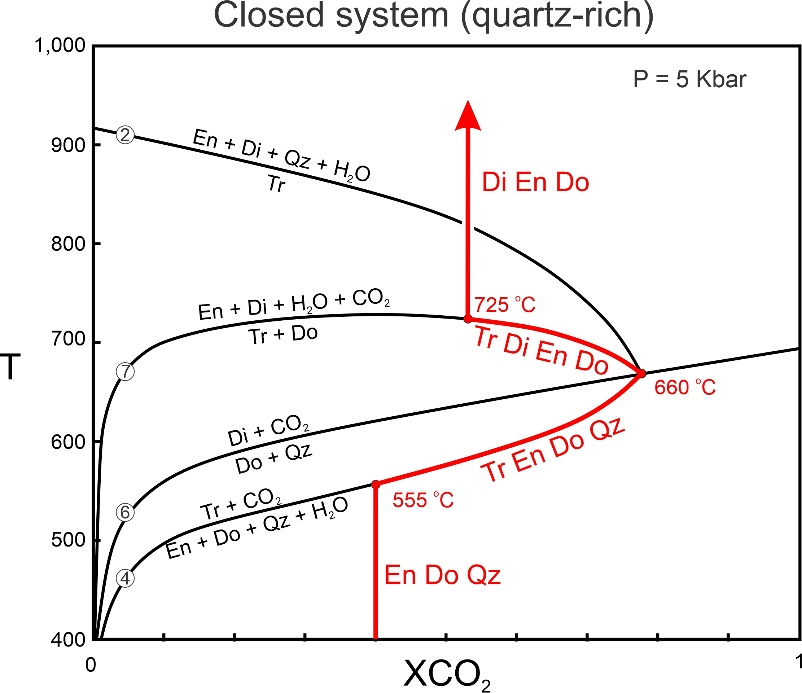 Closed system (quartz-rich)
1,000
P = 5 Kbar
900
②
En + Di + Qz + H₂O
Tr
Di En Do
800
725 °C
En + Di + H₂O + CO₂
Tr + Do
700
Tr Di En Do
T
⑦
660 °C
600
Di + CO₂
Do + Qz
Tr En Do Qz
⑥
Tr + CO₂
En + Do + Qz + H₂O
555 °C
500
④
En Do Qz
400
0
XCO₂
1